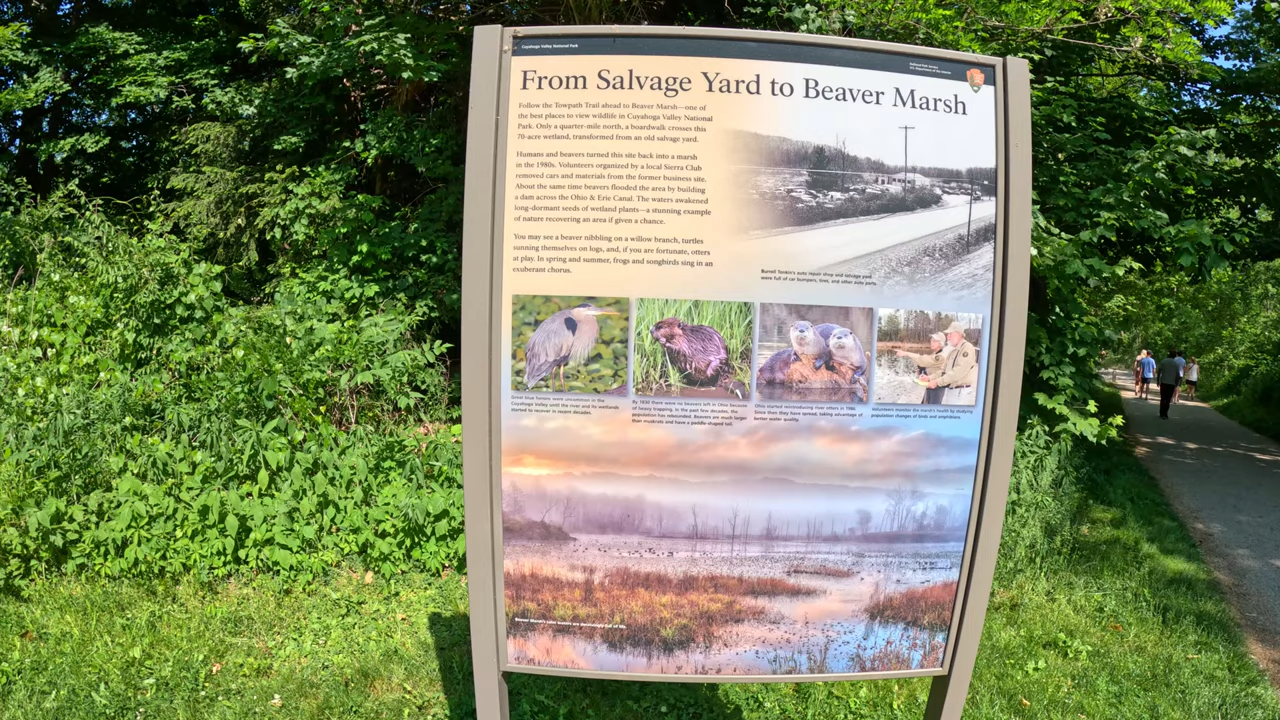 Cuyahoga Valley National Park
National Park Service
U.S. Department of the Interior
From Salvage Yard to Beaver Marsh
Follow the Towpath Trail ahead to Beaver Marsh—one of
the best places to view wildlife in Cuyahoga Valley National
Park. Only a quarter-mile north, a boardwalk crosses this
70-acre wetland, transformed from an old salvage yard.
Humans and beavers turned this site back into a marsh
in the 1980s. Volunteers organized by a local Sierra Club
removed cars and materials from the former business site.
About the same time beavers flooded the area by building
a dam across the Ohio & Erie Canal. The waters awakened
long-dormant seeds of wetland plants—a stunning example
of nature recovering an area if given a chance.
You may see a beaver nibbling on a willow branch, turtles
sunning themselves on logs, and, if you are fortunate, otters
at play. In spring and summer, frogs and songbirds sing in an
exuberant chorus.
Burrell Tonkin's auto repair shop and salvage yard
were full of car bumpers, tires, and other auto parts.
Great blue herons were uncommon in the
Cuyahoga Valley until the river and its wetlands
started to recover in recent decades.
By 1830 there were no beavers left in Ohio because
of heavy trapping. In the past few decades, the
population has rebounded. Beavers are much larger
than muskrats and have a paddle-shaped tail.
Ohio started reintroducing river otters in 1986.
Since then they have spread, taking advantage of
better water quality.
Volunteers monitor the marsh's health by studying
population changes of birds and amphibians.
Beaver Marsh's calm waters are deceivingly full of life.